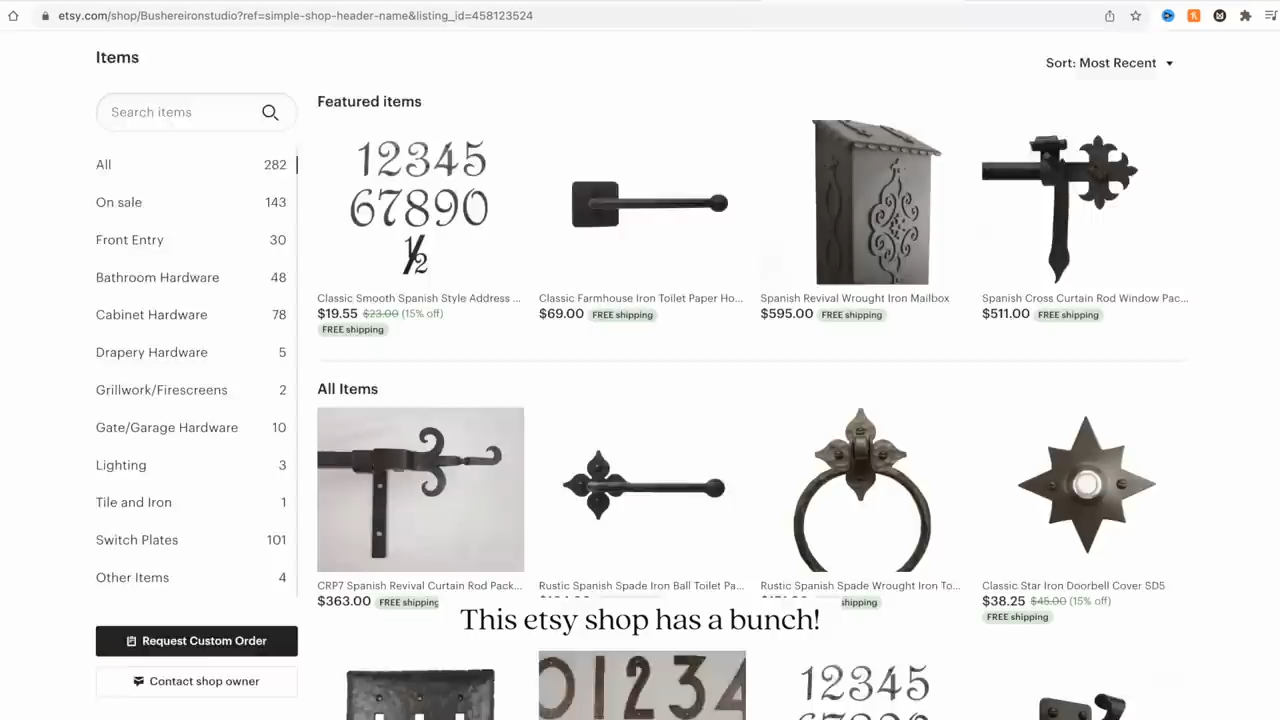 etsy.com/shop/Bushereironstudio?ref=simple-shop-header-name&listing_id=458123524
Items
Sort: Most Recent
Search items
Featured items
All 282
On sale 143
Front Entry 30
Bathroom Hardware 48
Cabinet Hardware 78
Drapery Hardware 5
Grillwork/Firescreens 2
Gate/Garage Hardware 10
Lighting 3
Tile and Iron 1
Switch Plates 101
Other Items 4
Request Custom Order
Contact shop owner
12345
67890
1/2
Classic Smooth Spanish Style Address ...
$19.55 $23.00 (15% off)
FREE shipping
Classic Farmhouse Iron Toilet Paper Ho...
$69.00 FREE shipping
Spanish Revival Wrought Iron Mailbox
$595.00 FREE shipping
Spanish Cross Curtain Rod Window Pac...
$511.00 FREE shipping
All Items
CRP7 Spanish Revival Curtain Rod Pack...
$363.00 FREE shipping
Rustic Spanish Spade Iron Ball Toilet Pa...
Rustic Spanish Spade Wrought Iron To...
shipping
Classic Star Iron Doorbell Cover SD5
$38.25 $45.00 (15% off)
FREE shipping
This etsy shop has a bunch!
01234
12345